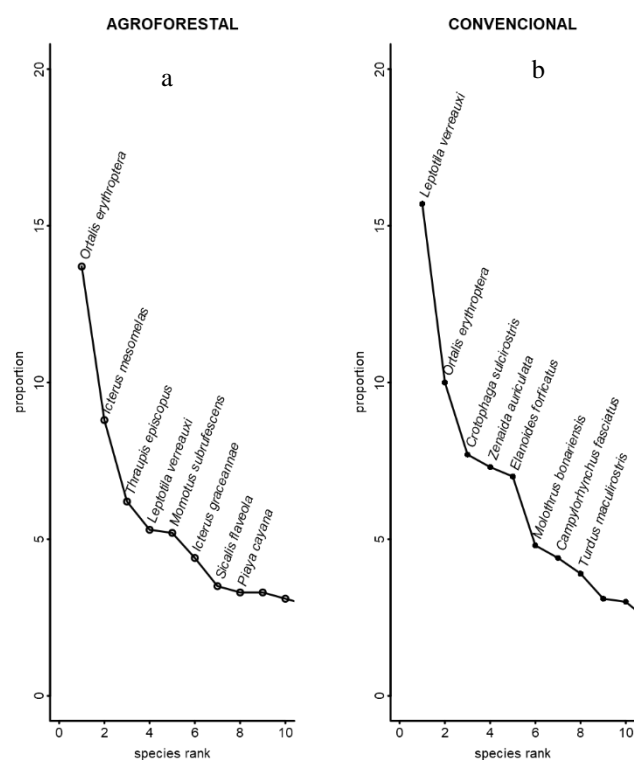 AGROFORESTAL
a
20
15
10
5
0
proportion
Ortalis erythroptera
Icterus mesomelas
Thraupis episcopus
Leptotila verreauxi
Momotus subrufescens
Icterus graceannae
Sicalis flaveola
Piaya cayana
0 2 4 6 8 10
species rank
CONVENCIONAL
b
20
15
10
5
0
proportion
Leptotila verreauxi
Ortalis erythroptera
Crotophaga sulcirostris
Zenaida auriculata
Elanoides forficatus
Molothrus bonariensis
Campylorhynchus fasciatus
Turdus maculirostris
0 2 4 6 8 10
species rank